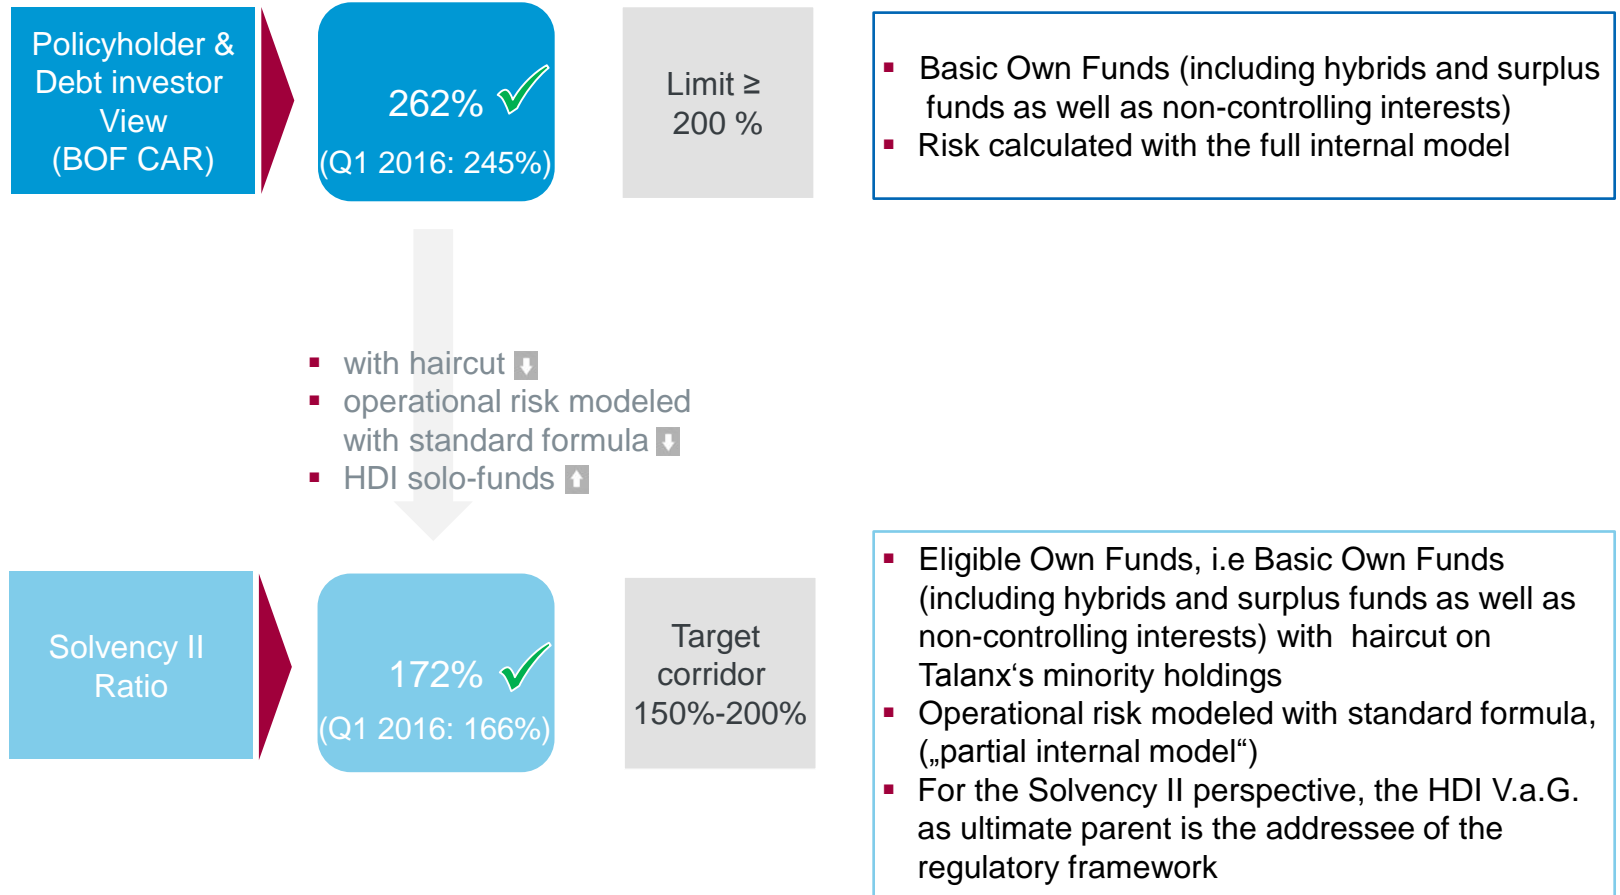 Policyholder &
Debt investor
View
(BOF CAR)
262%
(Q1 2016: 245%)
Limit ≥
200 %
▪ Basic Own Funds (including hybrids and surplus
funds as well as non-controlling interests)
▪ Risk calculated with the full internal model
▪ with haircut
▪ operational risk modeled
with standard formula
▪ HDI solo-funds
Solvency II
Ratio
172%
(Q1 2016: 166%)
Target
corridor
150%-200%
▪ Eligible Own Funds, i.e Basic Own Funds
(including hybrids and surplus funds as well as
non-controlling interests) with haircut on
Talanx‘s minority holdings
▪ Operational risk modeled with standard formula,
(„partial internal model“)
▪ For the Solvency II perspective, the HDI V.a.G.
as ultimate parent is the addressee of the
regulatory framework